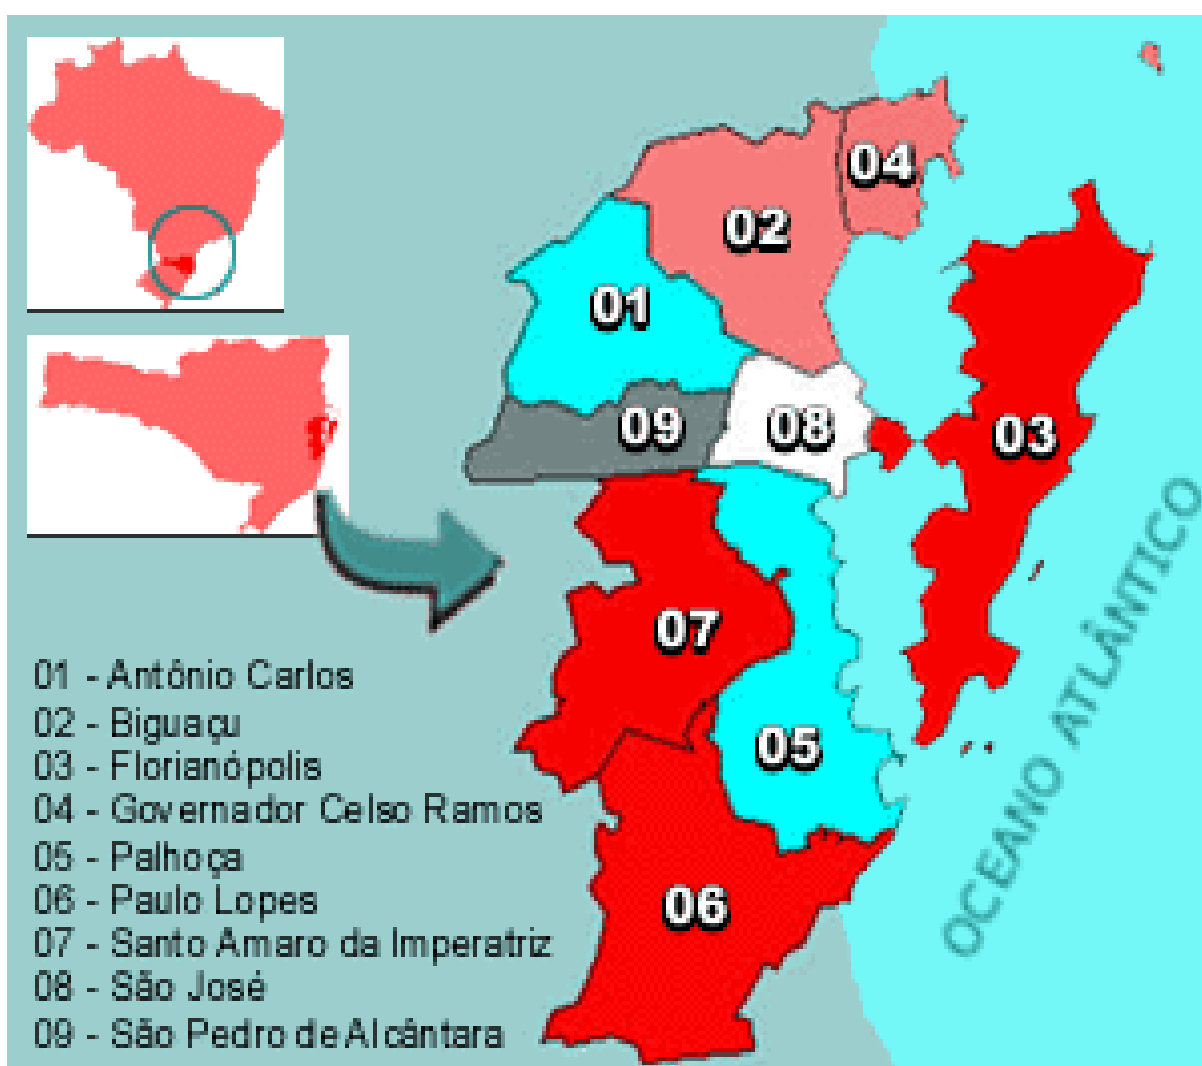 04
02
01
09
08
03
07
05
06
OCEANO ATLÂNTICO
01 - Antônio Carlos
02 - Biguaçu
03 - Florianópolis
04 - Governador Celso Ramos
05 - Palhoça
06 - Paulo Lopes
07 - Santo Amaro da Imperatriz
08 - São José
09 - São Pedro de Alcântara